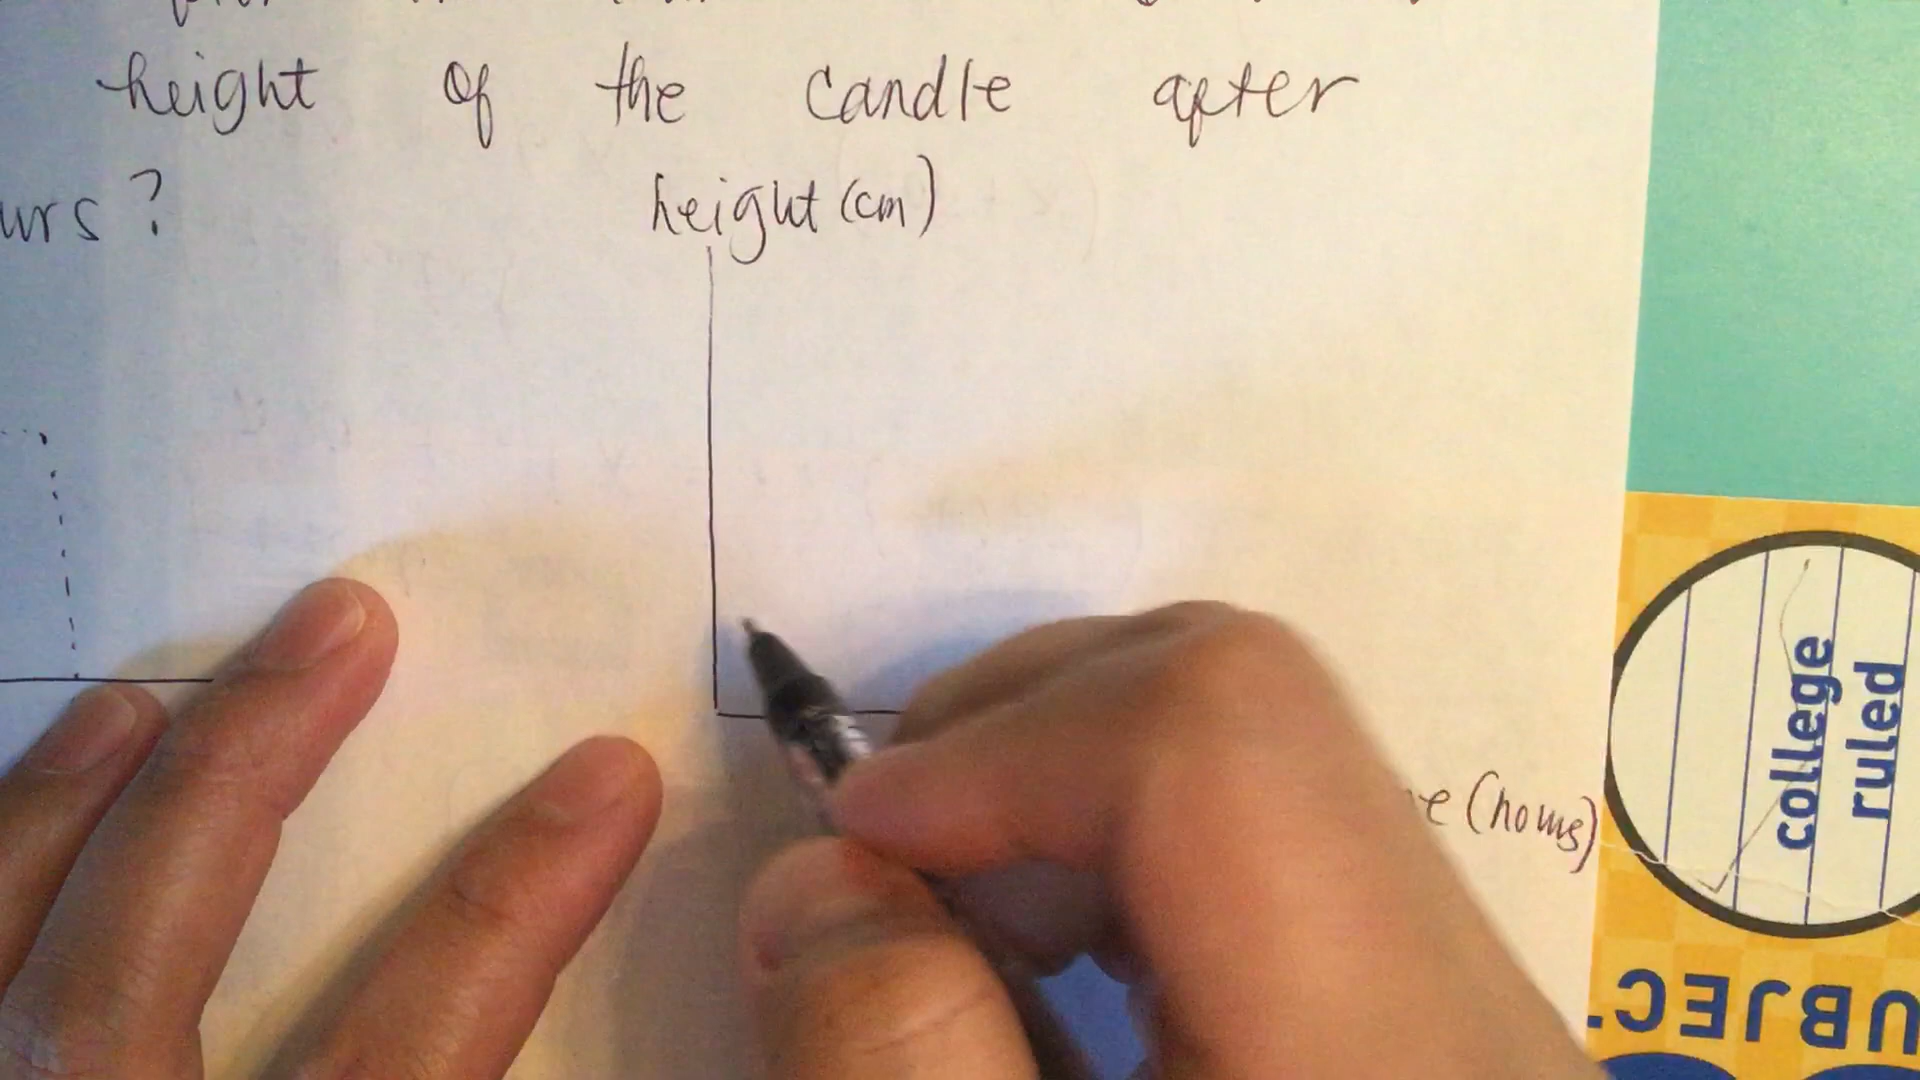 height of the candle after
urs?
height (cm)
e (hours)
college
ruled
UBJEC